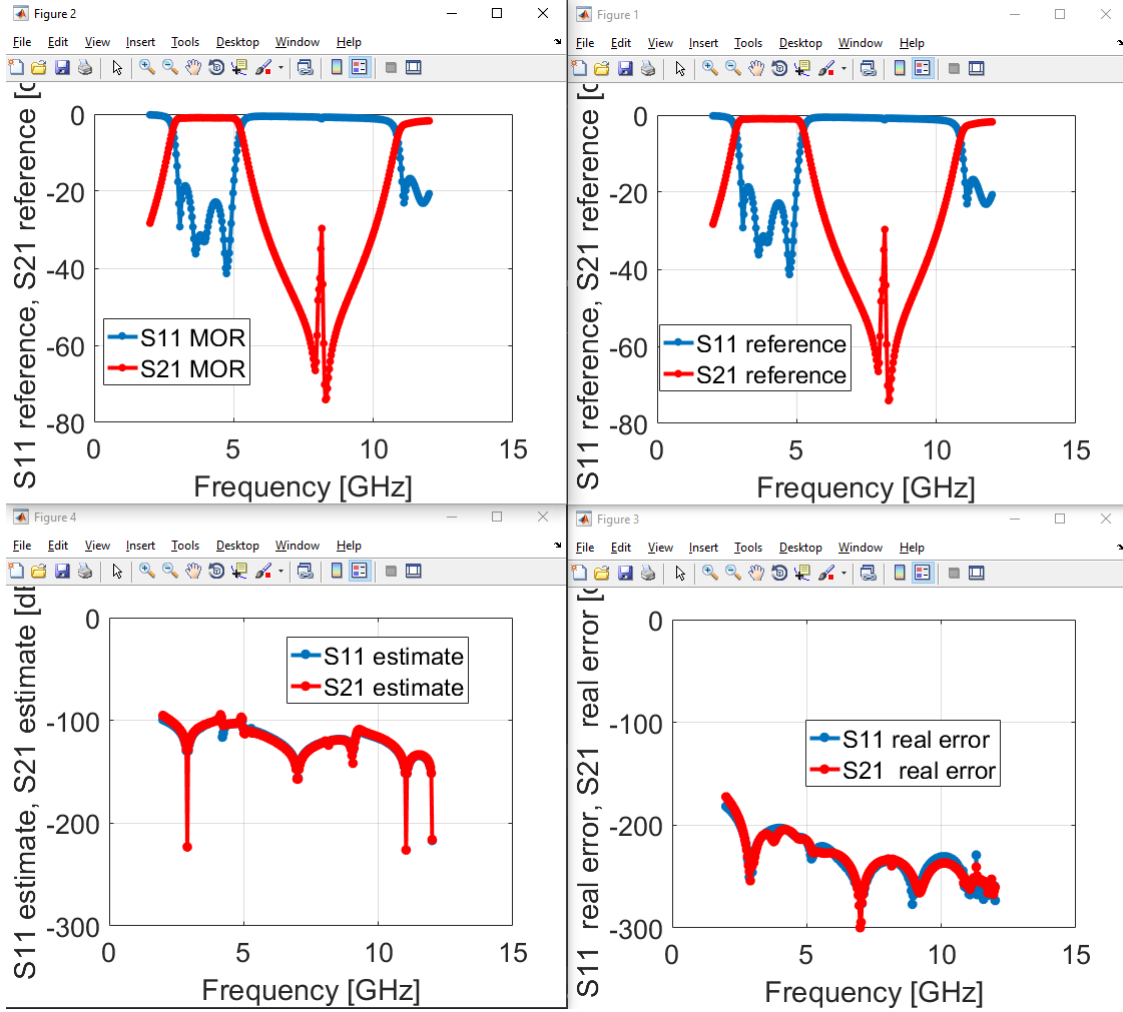 Figure 2
File Edit View Insert Tools Desktop Window Help
S11 reference, S21 reference
0
-20
-40
-60
-80
S11 MOR
S21 MOR
0 5 10 15
Frequency [GHz]
Figure 1
File Edit View Insert Tools Desktop Window Help
S11 reference, S21 reference
0
-20
-40
-60
-80
S11 reference
S21 reference
0 5 10 15
Frequency [GHz]
Figure 4
File Edit View Insert Tools Desktop Window Help
S11 estimate, S21 estimate [dB
0
-100
-200
-300
S11 estimate
S21 estimate
0 5 10 15
Frequency [GHz]
Figure 3
File Edit View Insert Tools Desktop Window Help
S11 real error, S21 real error
0
-100
-200
-300
S11 real error
S21 real error
0 5 10 15
Frequency [GHz]